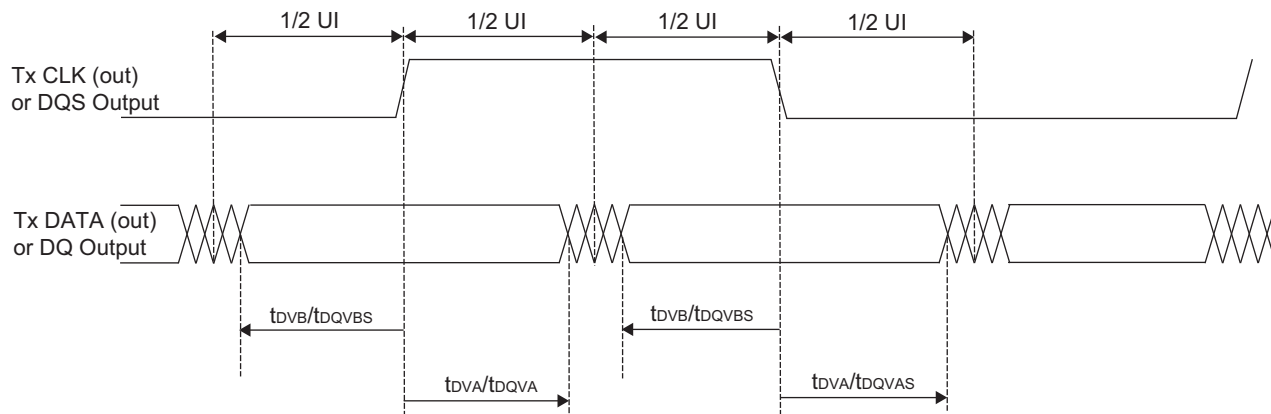 1/2 UI
1/2 UI
1/2 UI
1/2 UI
Tx CLK (out)
or DQS Output
Tx DATA (out)
or DQ Output
tDVB/tDQVBS
tDVB/tDQVBS
tDVA/tDQVA
tDVA/tDQVAS